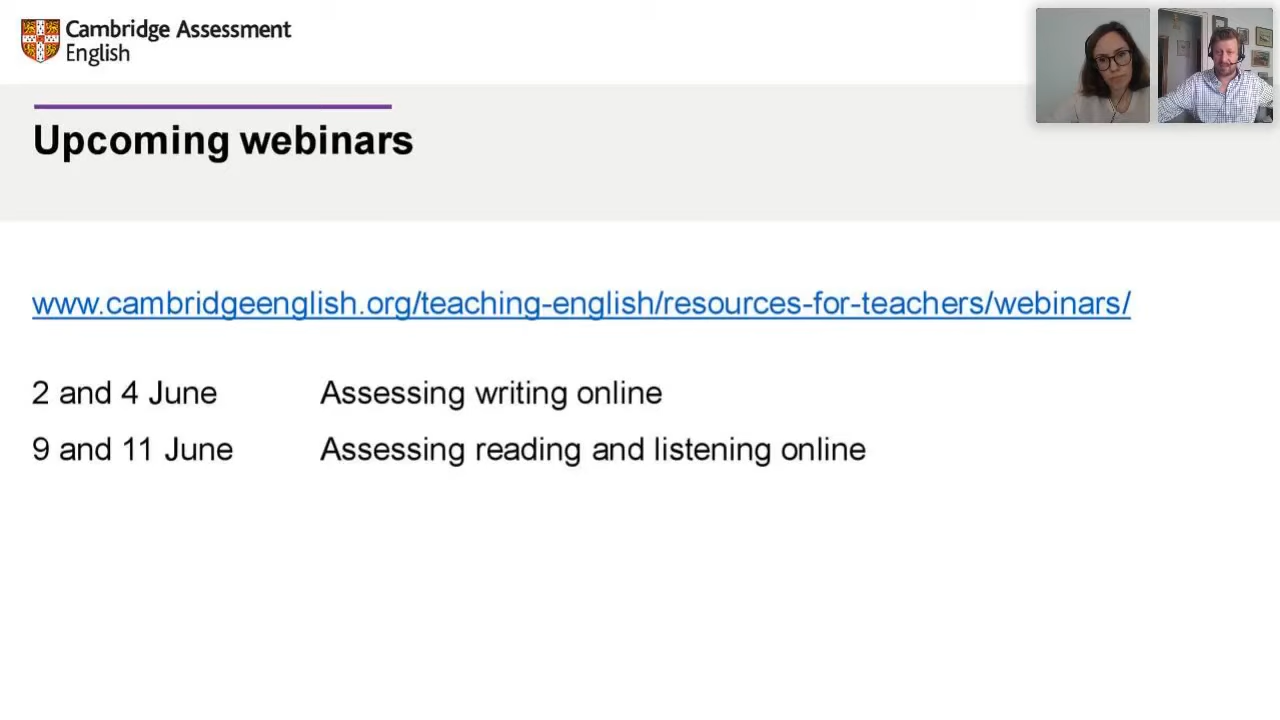 Cambridge Assessment
English
Upcoming webinars
www.cambridgeenglish.org/teaching-english/resources-for-teachers/webinars/
2 and 4 June Assessing writing online
9 and 11 June Assessing reading and listening online